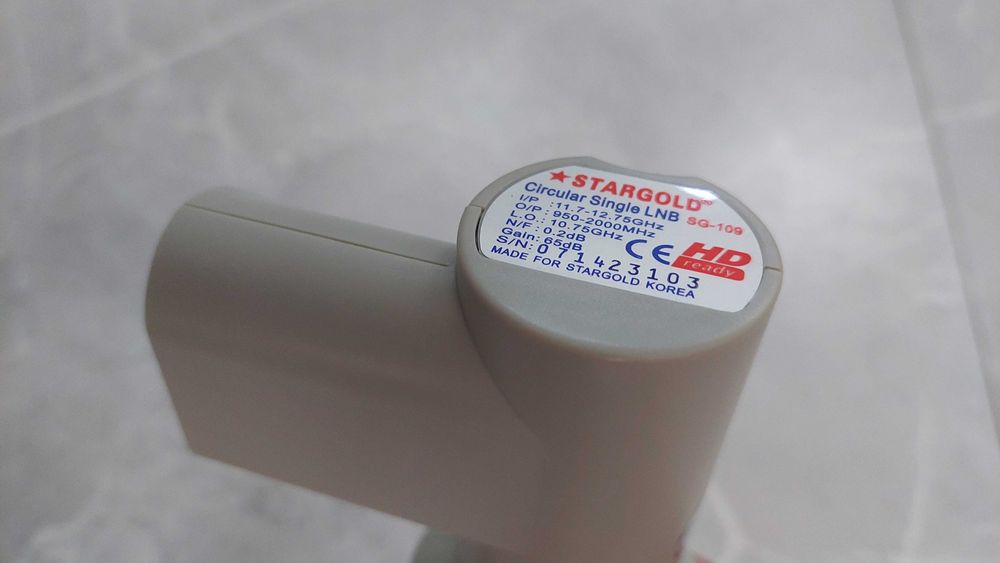 ★STARGOLD
Circular Single LNB SG-109
I/P :11.7-12.75GHz
O/P :950-2000MHz
L.O.: 10.75GHz
N/F :0.2dB
Gain: 65dB
CE HD ready
S/N: 071423103
MADE FOR STARGOLD KOREA